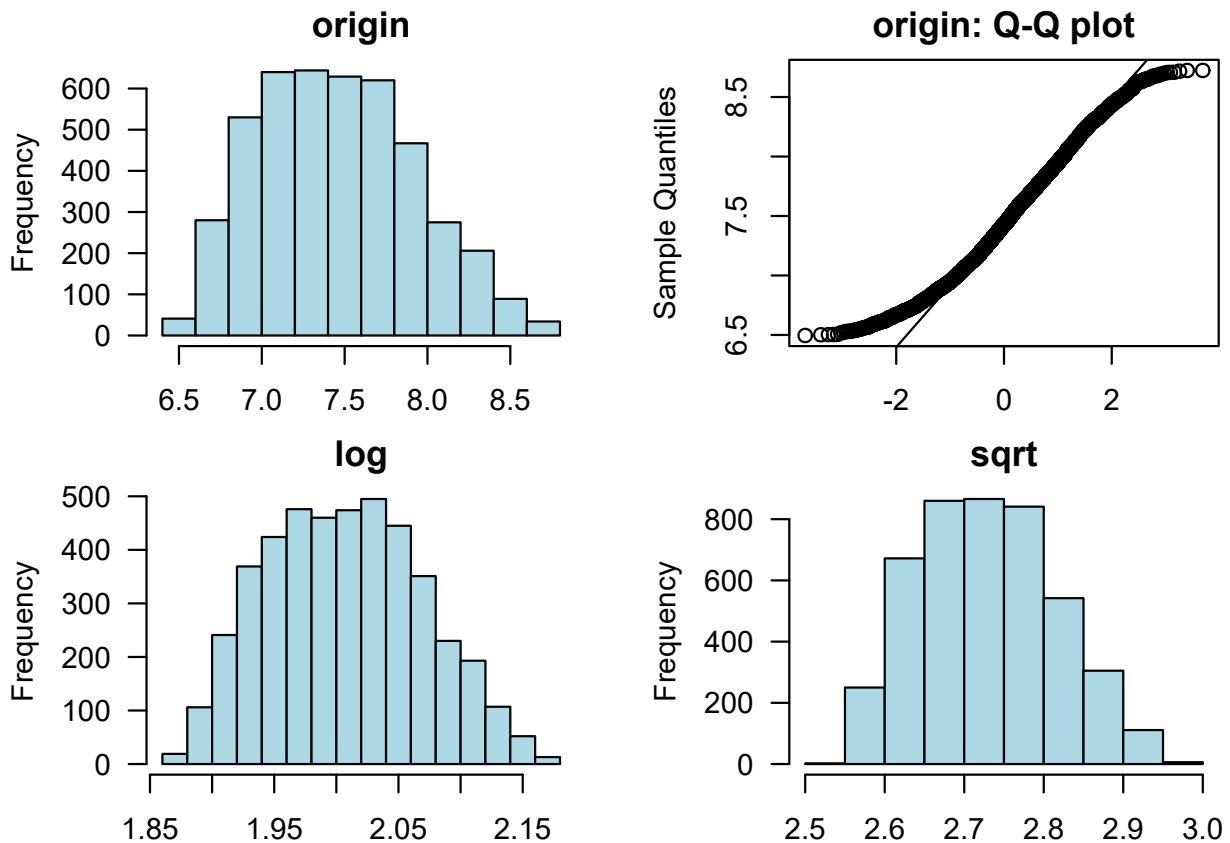 origin
Frequency
600
500
400
300
200
100
0
6.5 7.0 7.5 8.0 8.5
origin: Q-Q plot
Sample Quantiles
8.5
7.5
6.5
-2 0 2
log
Frequency
500
400
300
200
100
0
1.85 1.95 2.05 2.15
sqrt
Frequency
800
600
400
200
0
2.5 2.6 2.7 2.8 2.9 3.0